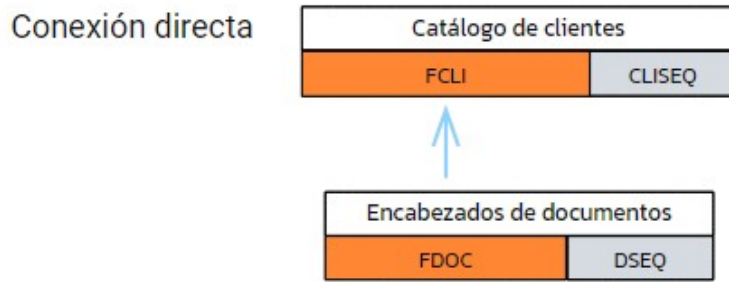 Conexión directa
Catálogo de clientes
FCLI
CLISEQ
Encabezados de documentos
FDOC
DSEQ